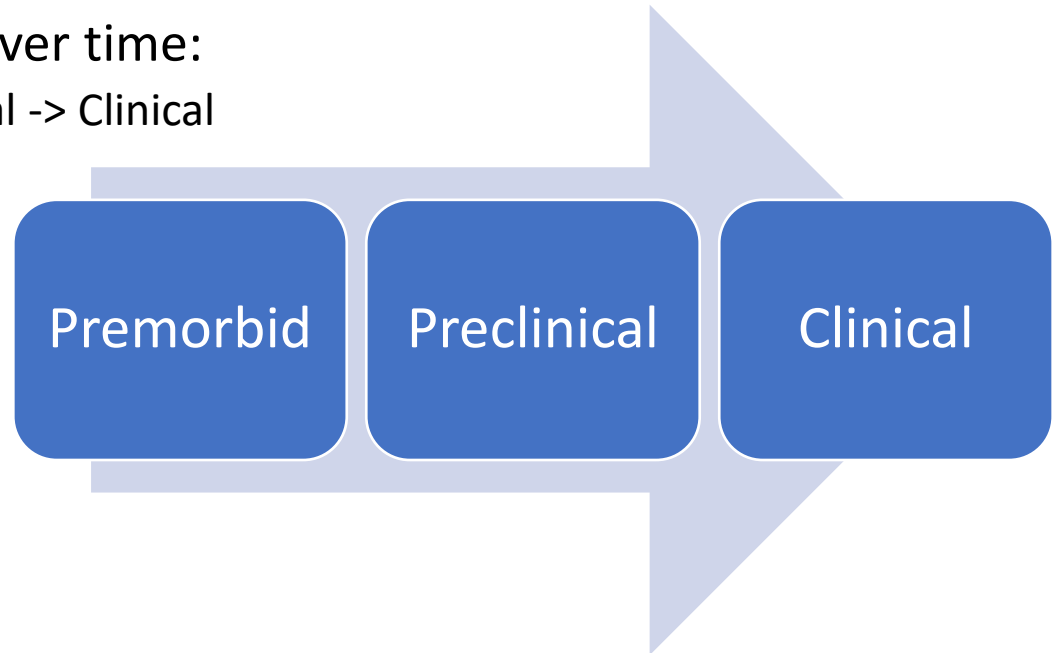 ver time:
l -> Clinical
Premorbid
Preclinical
Clinical